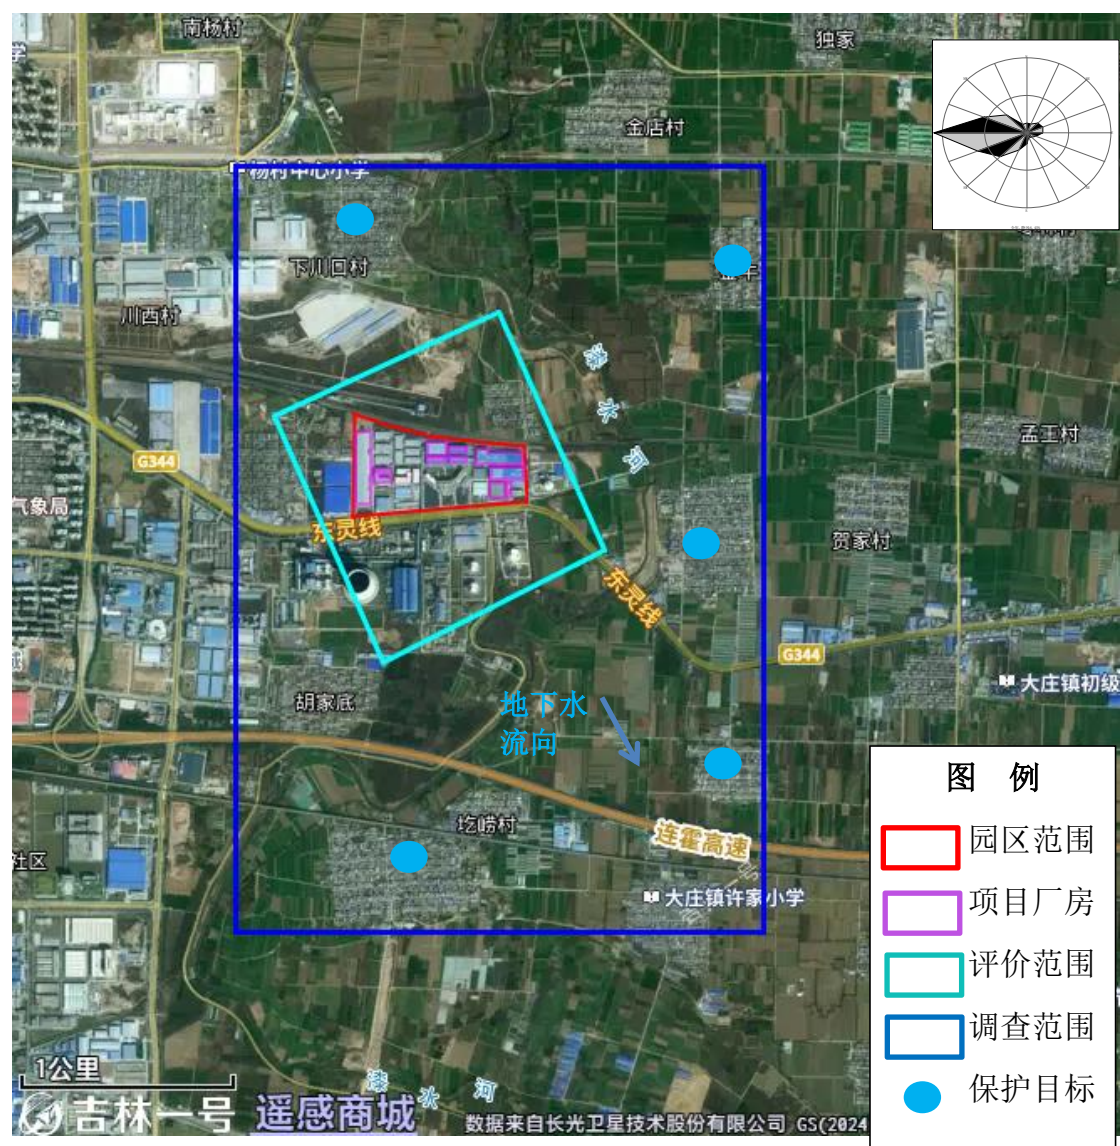 南杨村
独家
学
金店村
杨村中心小学
下川口村
川西村
漆水河
孟王村
G344
气象局
东灵线
贺家村
东灵线
G344
大庄镇初级
胡家底
地下水
流向
圪崂村
连霍高速
社区
大庄镇许家小学
图 例
园区范围
项目厂房
评价范围
调查范围
保护目标
1公里
漆水河
吉林一号 遥感商城
数据来自长光卫星技术股份有限公司 GS(2024